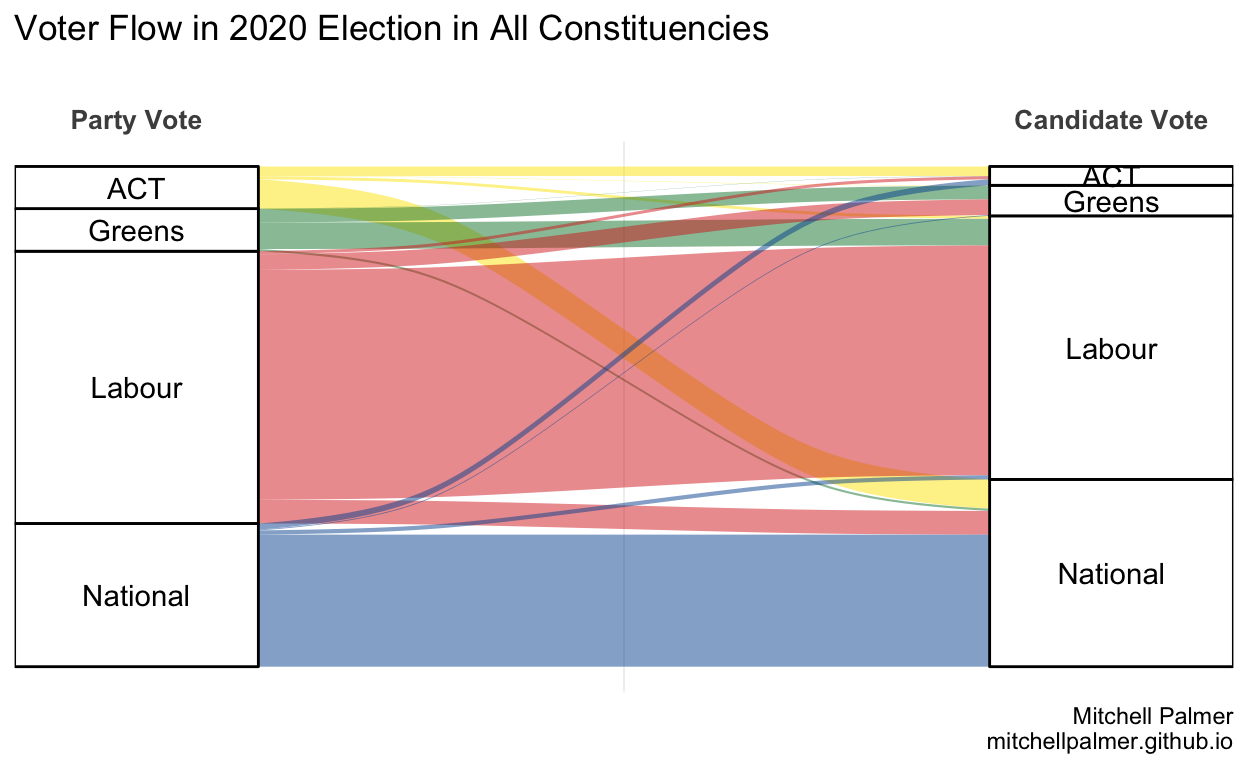 Voter Flow in 2020 Election in All Constituencies
Party Vote
Candidate Vote
ACT
Greens
Labour
National
ACT
Greens
Labour
National
Mitchell Palmer
mitchellpalmer.github.io